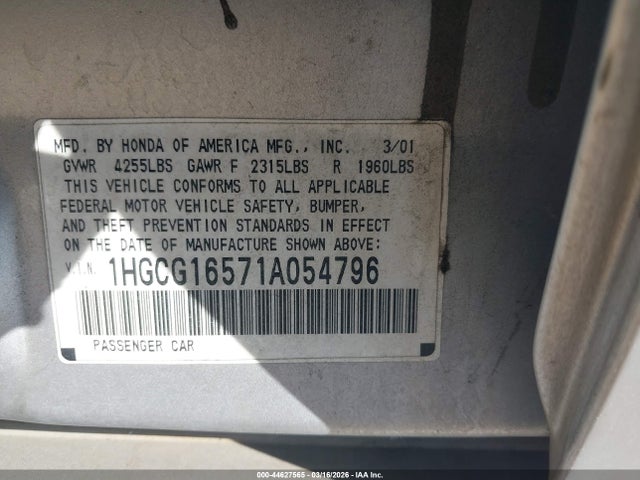 MFD. BY HONDA OF AMERICA MFG., INC. 3/01
GVWR 4255LBS GAWR F 2315LBS R 1960LBS
THIS VEHICLE CONFORMS TO ALL APPLICABLE
FEDERAL MOTOR VEHICLE SAFETY, BUMPER,
AND THEFT PREVENTION STANDARDS IN EFFECT
ON THE DATE OF MANUFACTURE SHOWN ABOVE:
V.I.N. 1HGCG16571A054796
PASSENGER CAR
000-44627565 - 03/16/2026 - IAA Inc.